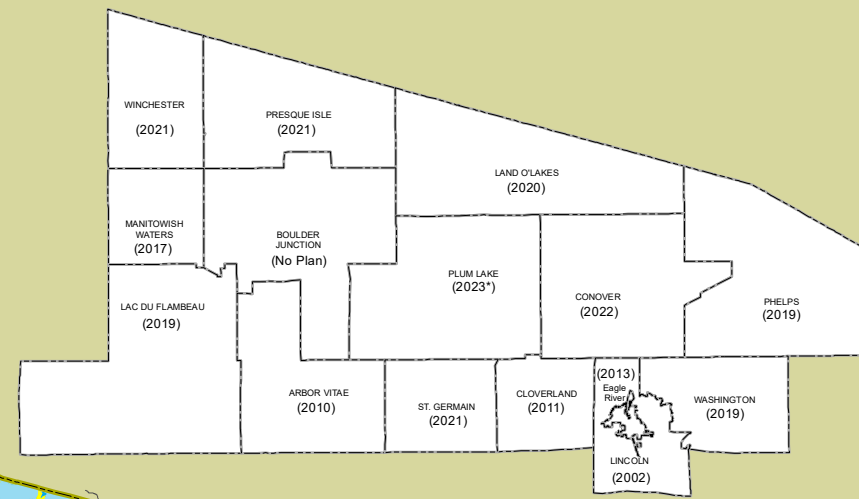 WINCHESTER
(2021)
PRESQUE ISLE
(2021)
LAND O'LAKES
(2020)
MANITOWISH
WATERS
(2017)
BOULDER
JUNCTION
(No Plan)
PLUM LAKE
(2023*)
CONOVER
(2022)
PHELPS
(2019)
LAC DU FLAMBEAU
(2019)
ARBOR VITAE
(2010)
ST. GERMAIN
(2021)
CLOVERLAND
(2011)
(2013)
Eagle
River
WASHINGTON
(2019)
LINCOLN
(2002)